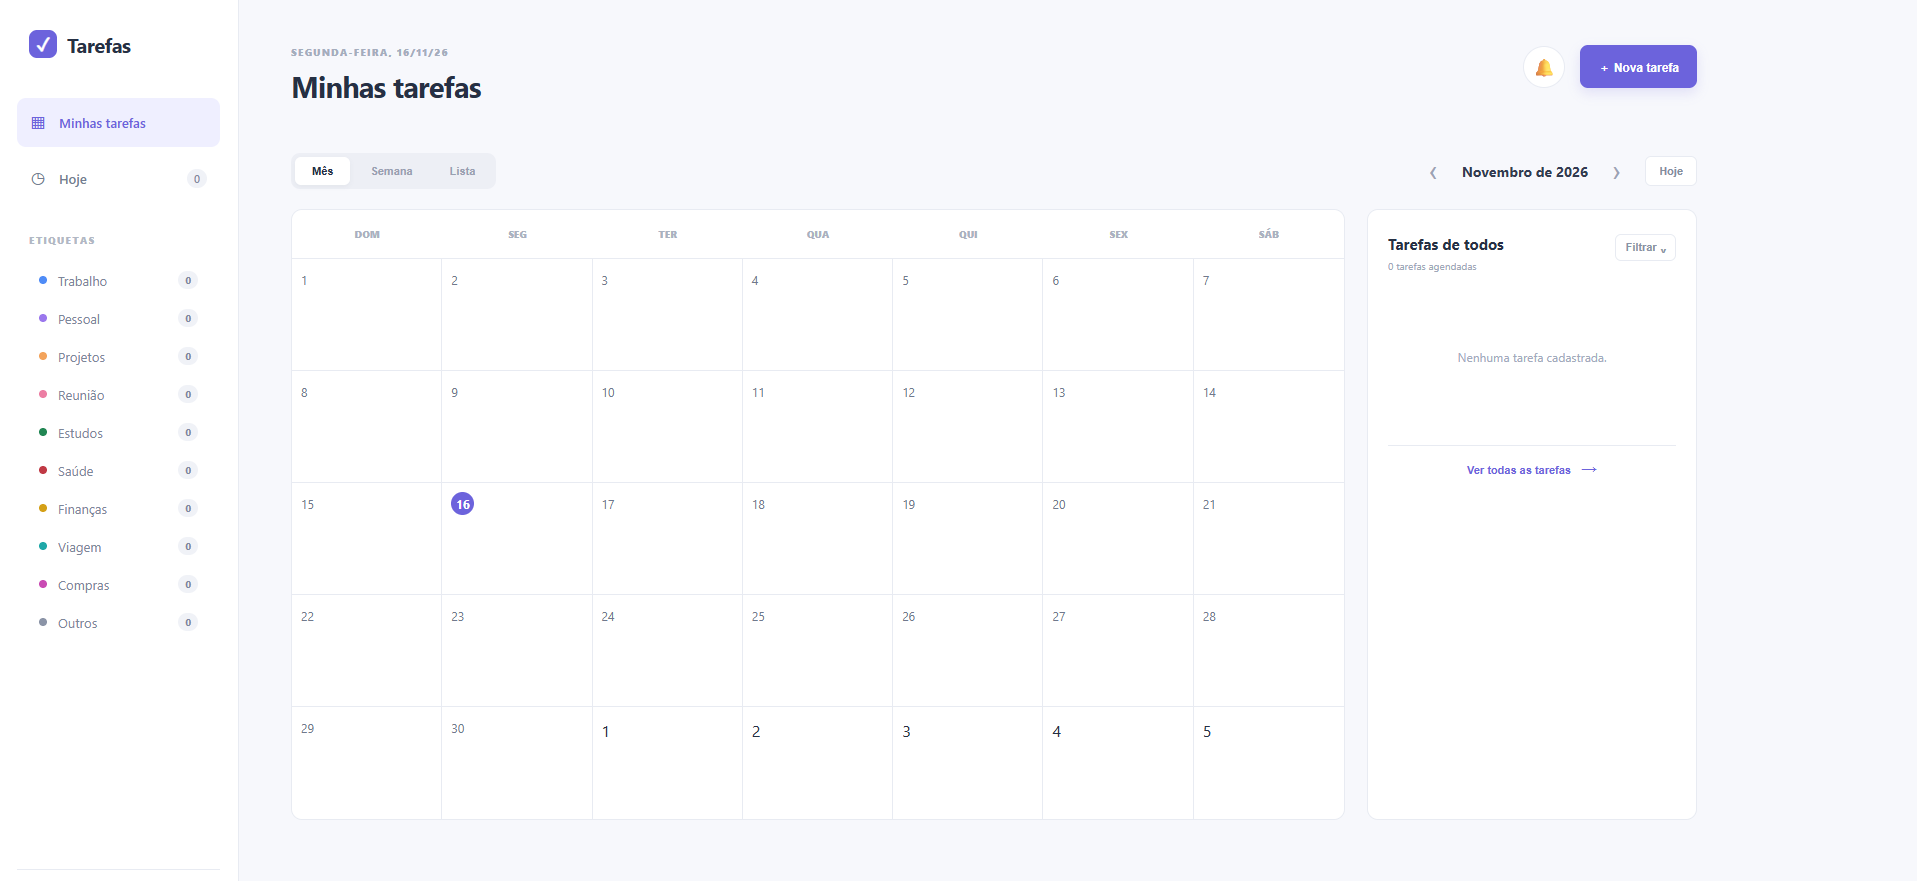 Tarefas
Minhas tarefas
Hoje 0
ETIQUETAS
Trabalho 0
Pessoal 0
Projetos 0
Reunião 0
Estudos 0
Saúde 0
Finanças 0
Viagem 0
Compras 0
Outros 0
SEGUNDA-FEIRA, 16/11/26
Minhas tarefas
+ Nova tarefa
Mês Semana Lista
Novembro de 2026
Hoje
DOM SEG TER QUA QUI SEX SÁB
1 2 3 4 5 6 7
8 9 10 11 12 13 14
15 16 17 18 19 20 21
22 23 24 25 26 27 28
29 30 1 2 3 4 5
Tarefas de todos
Filtrar
0 tarefas agendadas
Nenhuma tarefa cadastrada.
Ver todas as tarefas →